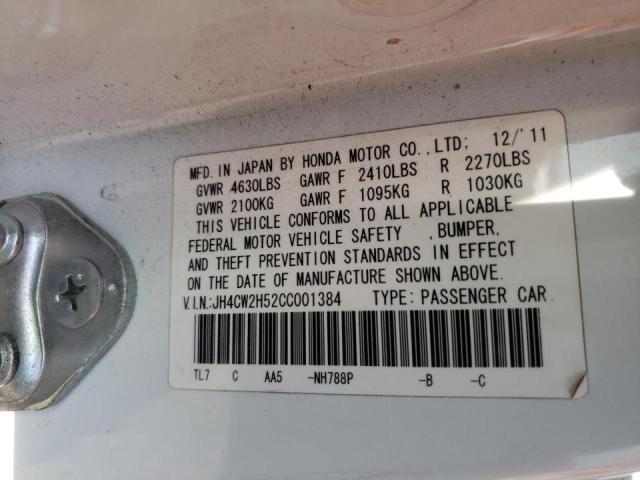 MFD. IN JAPAN BY HONDA MOTOR CO.,LTD; 12/'11
GVWR 4630LBS GAWR F 2410LBS R 2270LBS
GVWR 2100KG GAWR F 1095KG R 1030KG
THIS VEHICLE CONFORMS TO ALL APPLICABLE
FEDERAL MOTOR VEHICLE SAFETY ,BUMPER,
AND THEFT PREVENTION STANDARDS IN EFFECT
ON THE DATE OF MANUFACTURE SHOWN ABOVE.
V.I.N.:JH4CW2H52CC001384 TYPE: PASSENGER CAR
TL7 C AA5 -NH788P -B -C